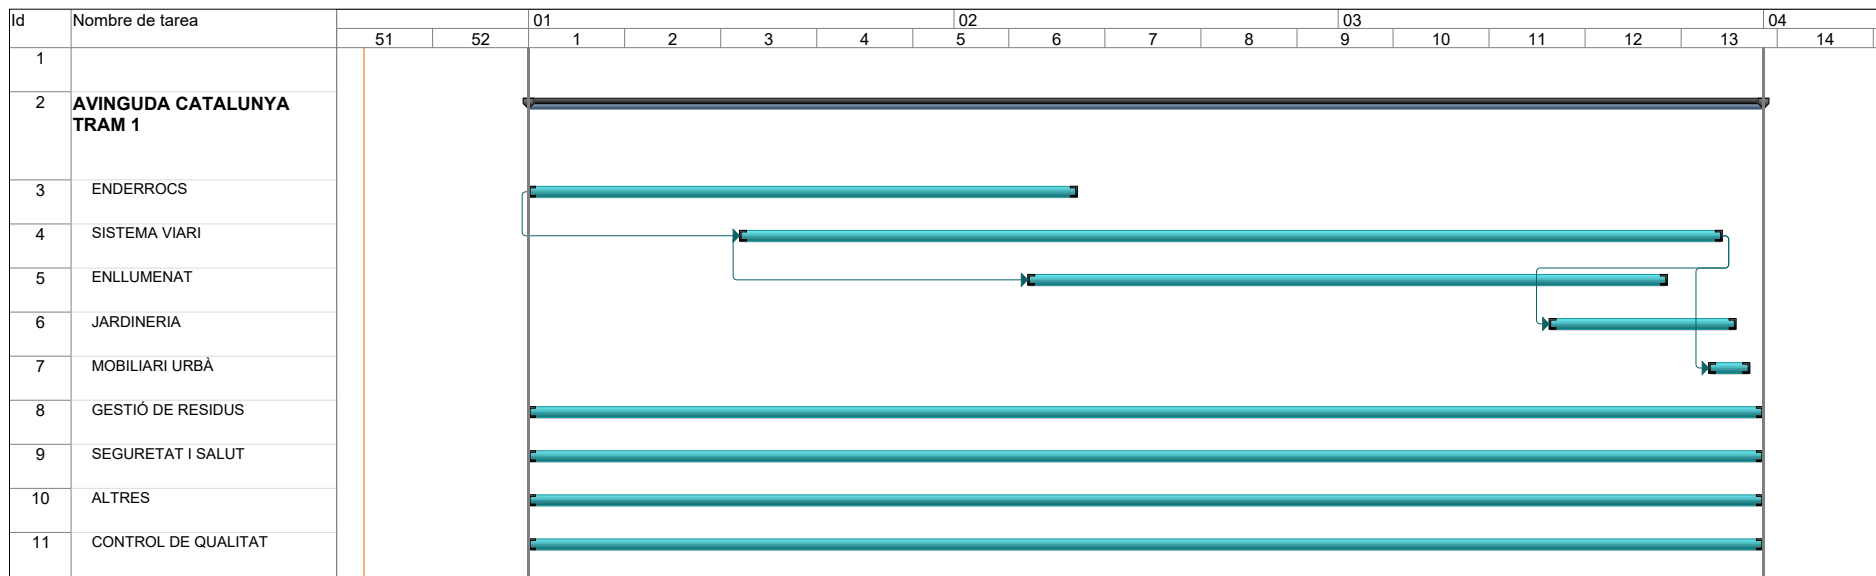 Id Nombre de tarea 01 02 03 04
51 52 1 2 3 4 5 6 7 8 9 10 11 12 13 14
1
2 AVINGUDA CATALUNYA
TRAM 1
3 ENDERROCS
4 SISTEMA VIARI
5 ENLLUMENAT
6 JARDINERIA
7 MOBILIARI URBÀ
8 GESTIÓ DE RESIDUS
9 SEGURETAT I SALUT
10 ALTRES
11 CONTROL DE QUALITAT